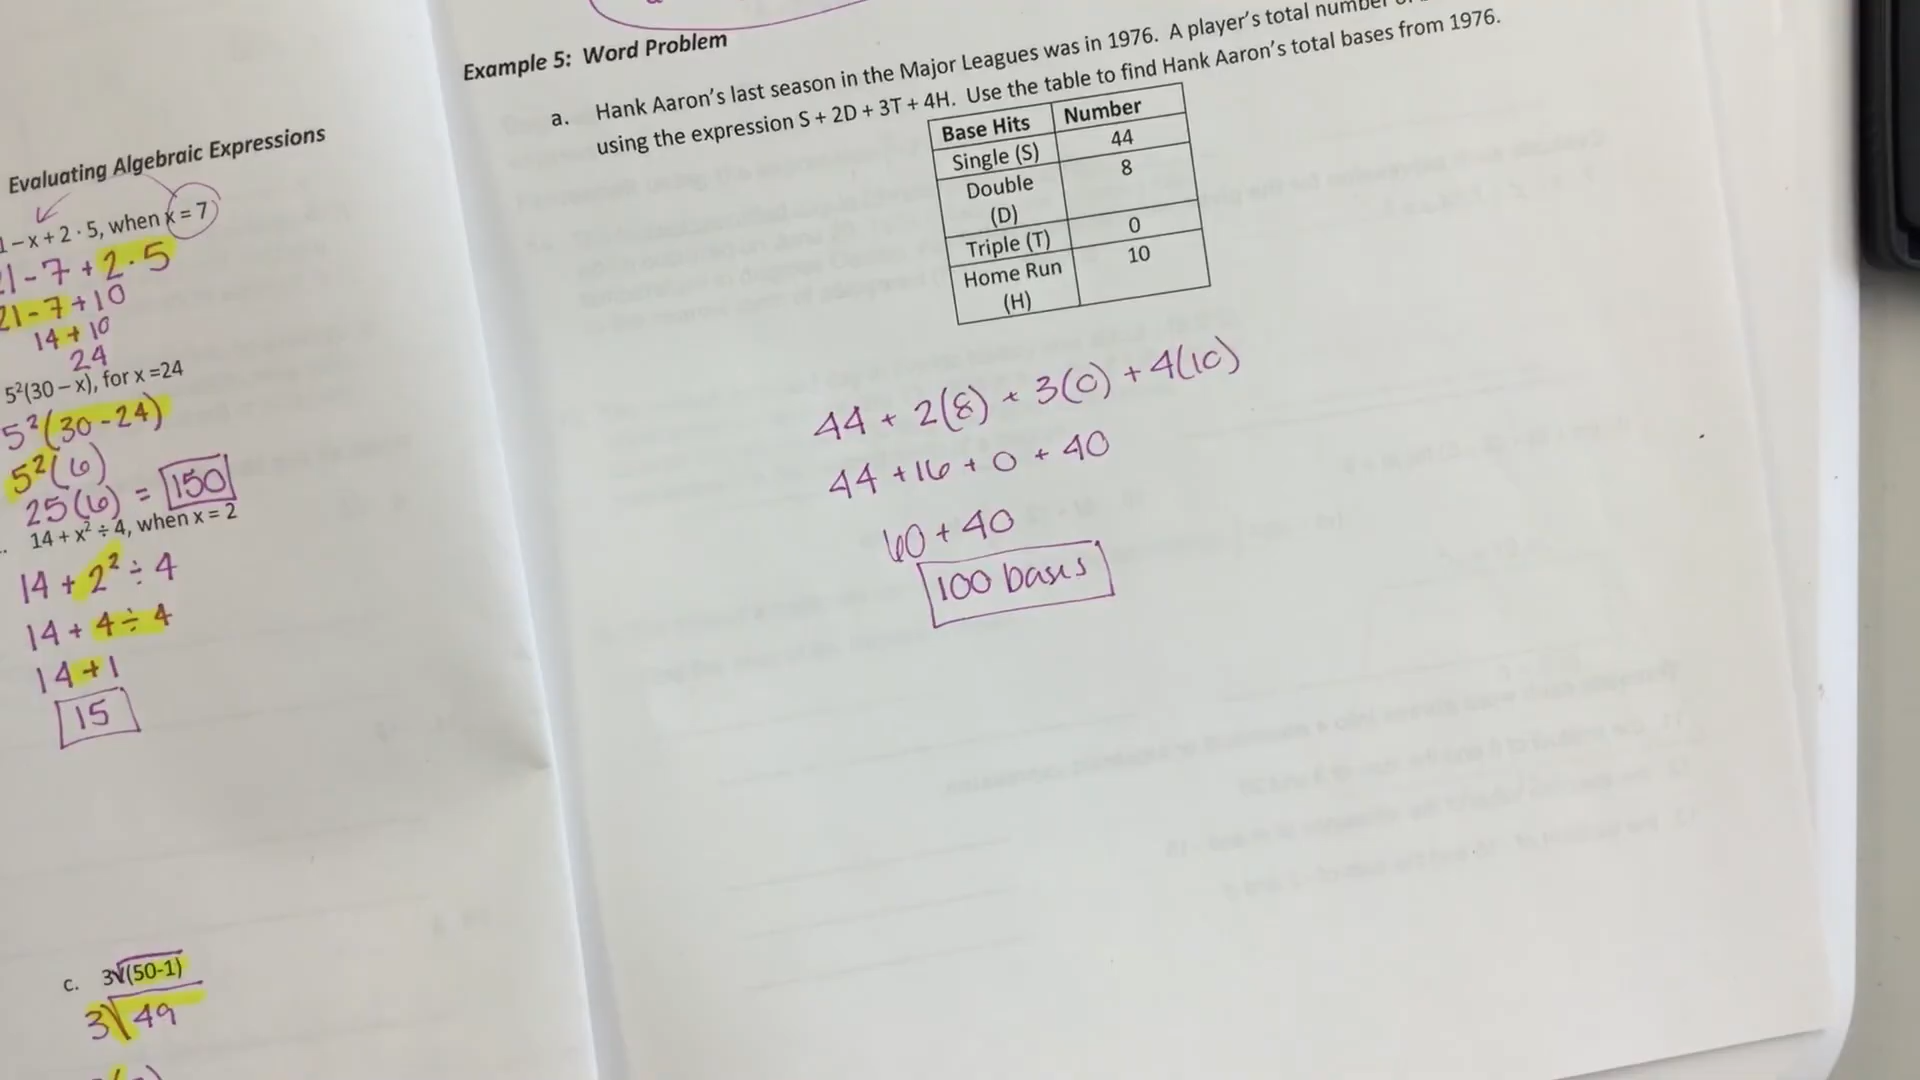 Evaluating Algebraic Expressions
1 – x + 2 · 5, when x = 7
21 - 7 + 2 · 5
21 - 7 + 10
14 + 10
24
5²(30 – x), for x =24
5²(30 - 24)
5²(6)
25(6) = 150
14 + x² ÷ 4, when x = 2
14 + 2² ÷ 4
14 + 4 ÷ 4
14 + 1
15
c. 3√(50-1)
3√49
Example 5: Word Problem
a. Hank Aaron's last season in the Major Leagues was in 1976. A player's total number
using the expression S + 2D + 3T + 4H. Use the table to find Hank Aaron's total bases from 1976.
Base Hits Number
Single (S) 44
Double 8
(D)
Triple (T) 0
Home Run 10
(H)
44 + 2(8) + 3(0) + 4(10)
44 + 16 + 0 + 40
60 + 40
100 bases